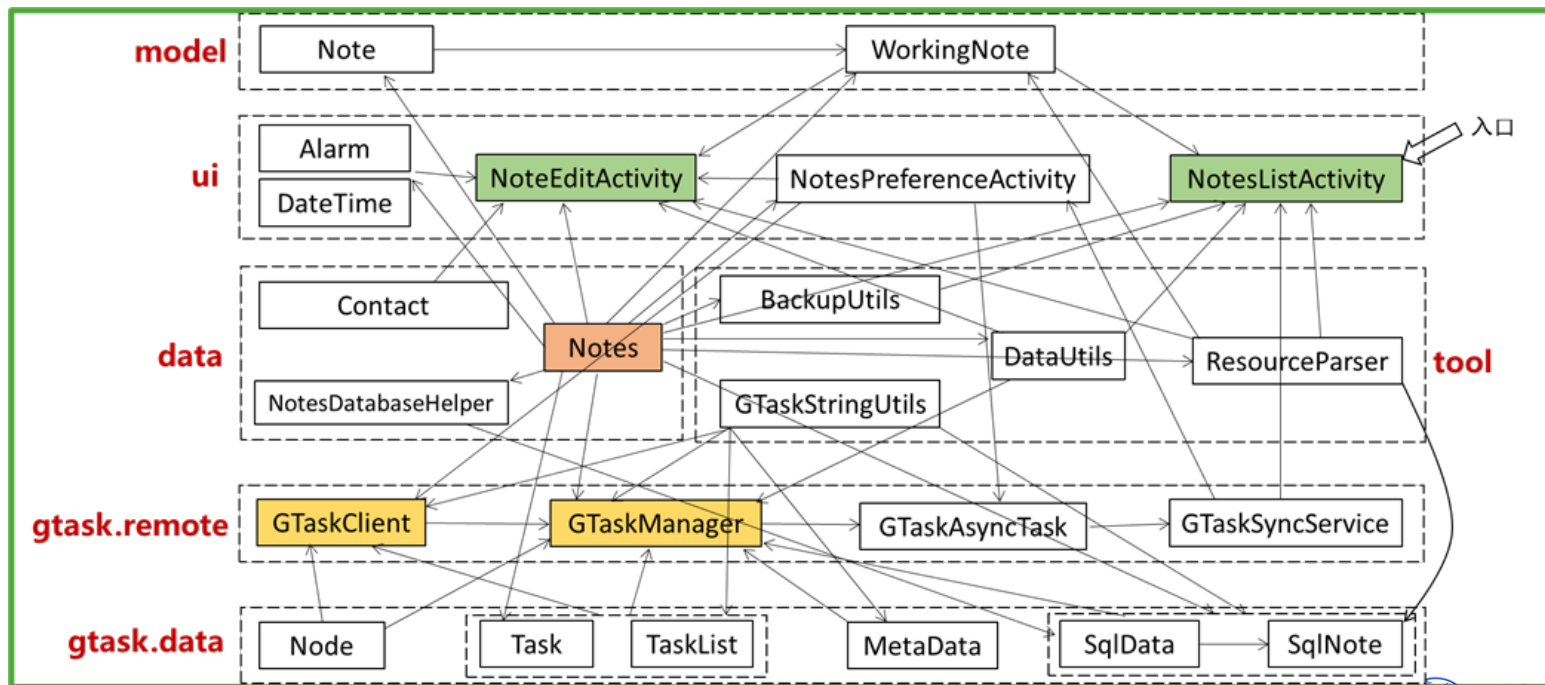 model
Note
WorkingNote
入口
ui
Alarm
NoteEditActivity
NotesPreferenceActivity
NotesListActivity
DateTime
data
Contact
BackupUtils
Notes
DataUtils
ResourceParser
tool
NotesDatabaseHelper
GTaskStringUtils
gtask.remote
GTaskClient
GTaskManager
GTaskAsyncTask
GTaskSyncService
gtask.data
Node
Task
TaskList
MetaData
SqlData
SqlNote